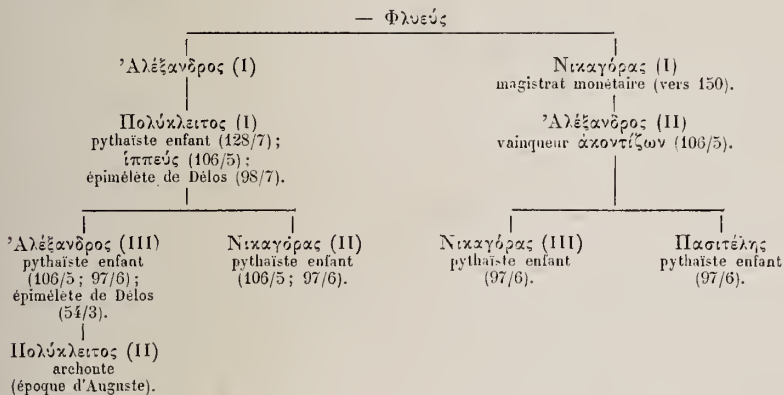 — Φλυεύς
Ἀλέξανδρος (I)
Νικαγόρας (I)
magistrat monétaire (vers 150).
Πολύκλειτος (I)
pythaïste enfant (128/7);
ἱππεύς (106/5);
épimélète de Délos (98/7).
Ἀλέξανδρος (II)
vainqueur ἀκοντίζων (106/5).
Ἀλέξανδρος (III)
pythaïste enfant
(106/5; 97/6);
épimélète de Délos
(54/3).
Νικαγόρας (II)
pythaïste enfant
(106/5; 97/6).
Νικαγόρας (III)
pythaïste enfant
(97/6).
Πασιτέλης
pythaïste enfant
(97/6).
Πολύκλειτος (II)
archonte
(époque d'Auguste).